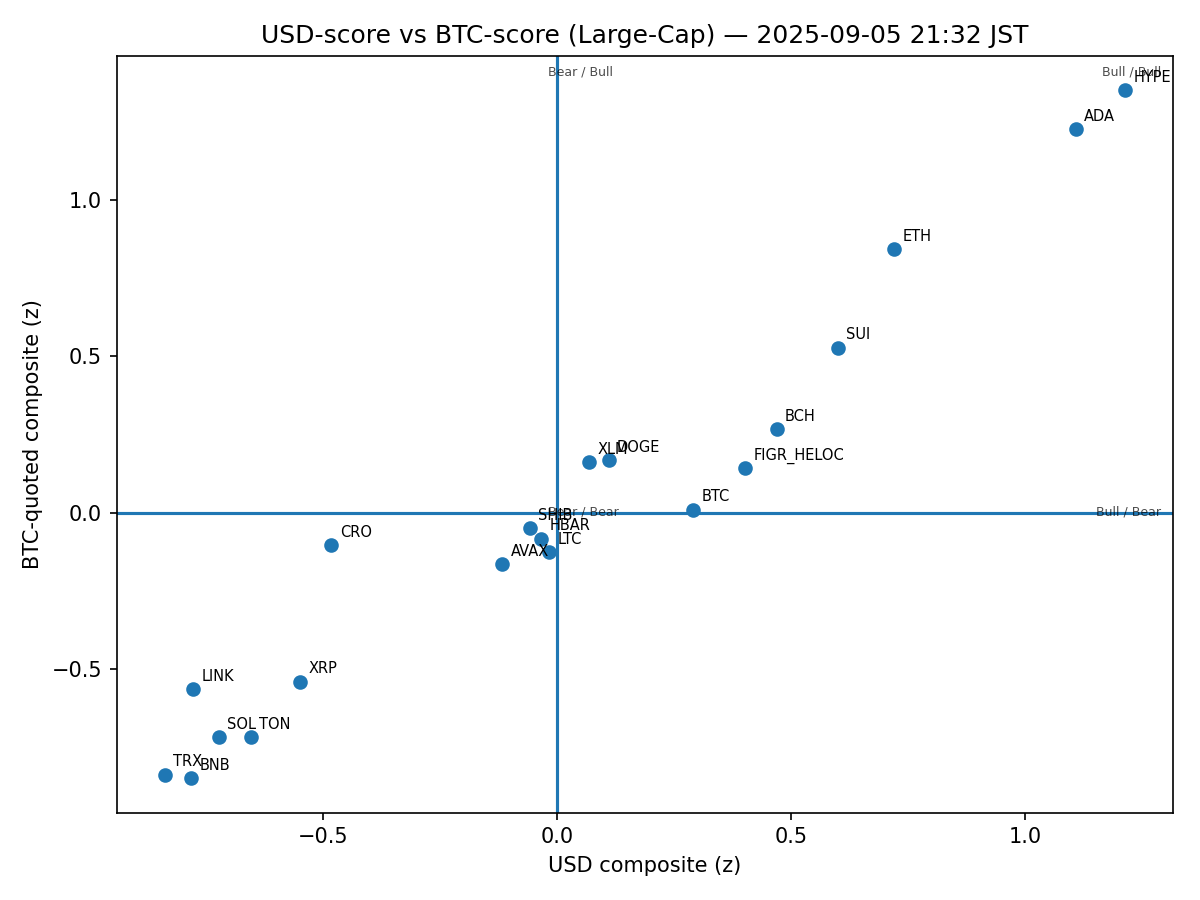 USD-score vs BTC-score (Large-Cap) — 2025-09-05 21:32 JST
Bear / Bull
Bull / Bull
HYPE
ADA
1.0
ETH
SUI
0.5
BCH
XLM
DOGE
FIGR_HELOC
BTC
0.0
SHIB
Bear / Bear
Bull / Bear
HBAR
CRO
LTC
AVAX
−0.5
XRP
LINK
SOL
TON
TRX
BNB
−0.5
0.0
0.5
1.0
USD composite (z)
BTC-quoted composite (z)